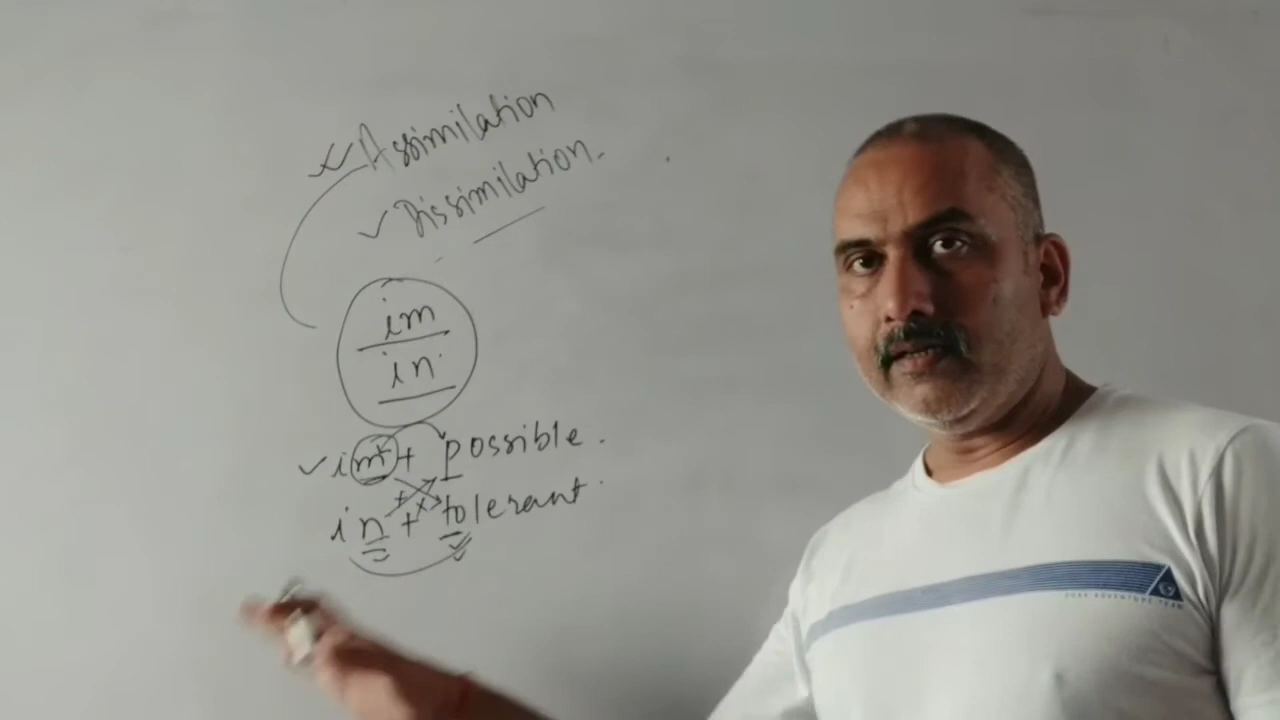 Assimilation
Dissimilation.
im
in
im + possible.
in + tolerant.